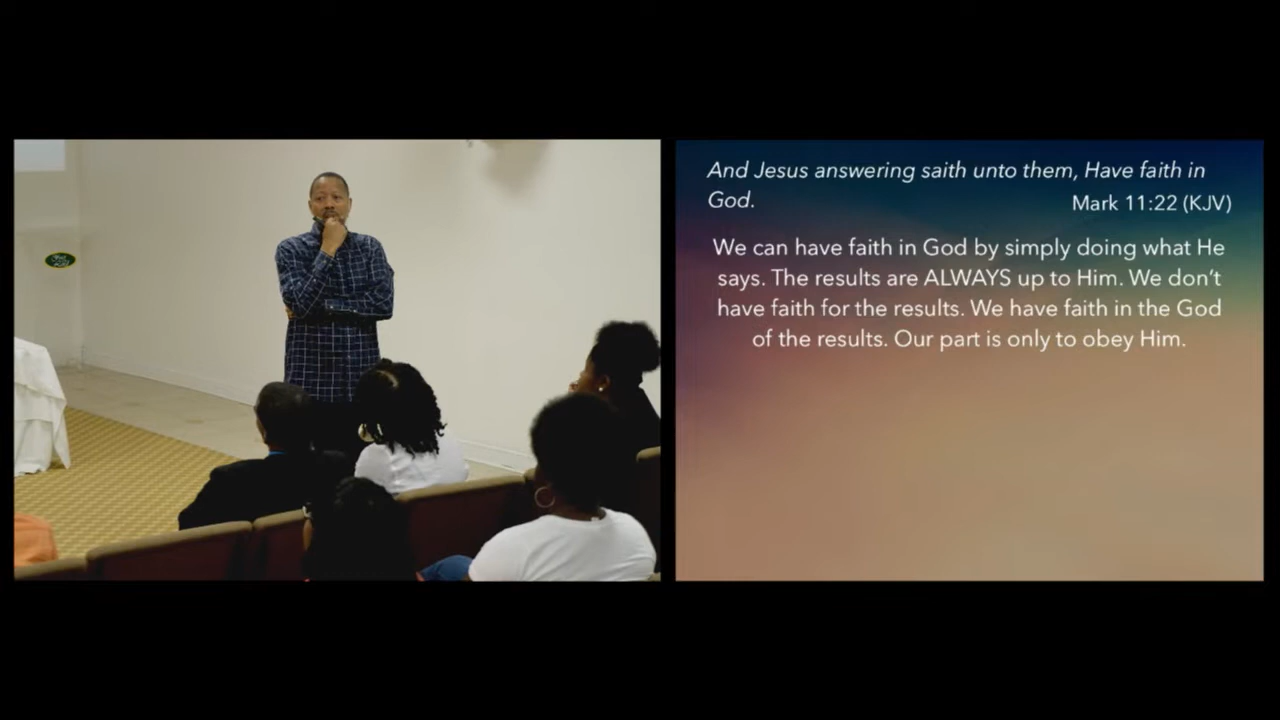 And Jesus answering saith unto them, Have faith in
God.
Mark 11:22 (KJV)
We can have faith in God by simply doing what He
says. The results are ALWAYS up to Him. We don’t
have faith for the results. We have faith in the God
of the results. Our part is only to obey Him.